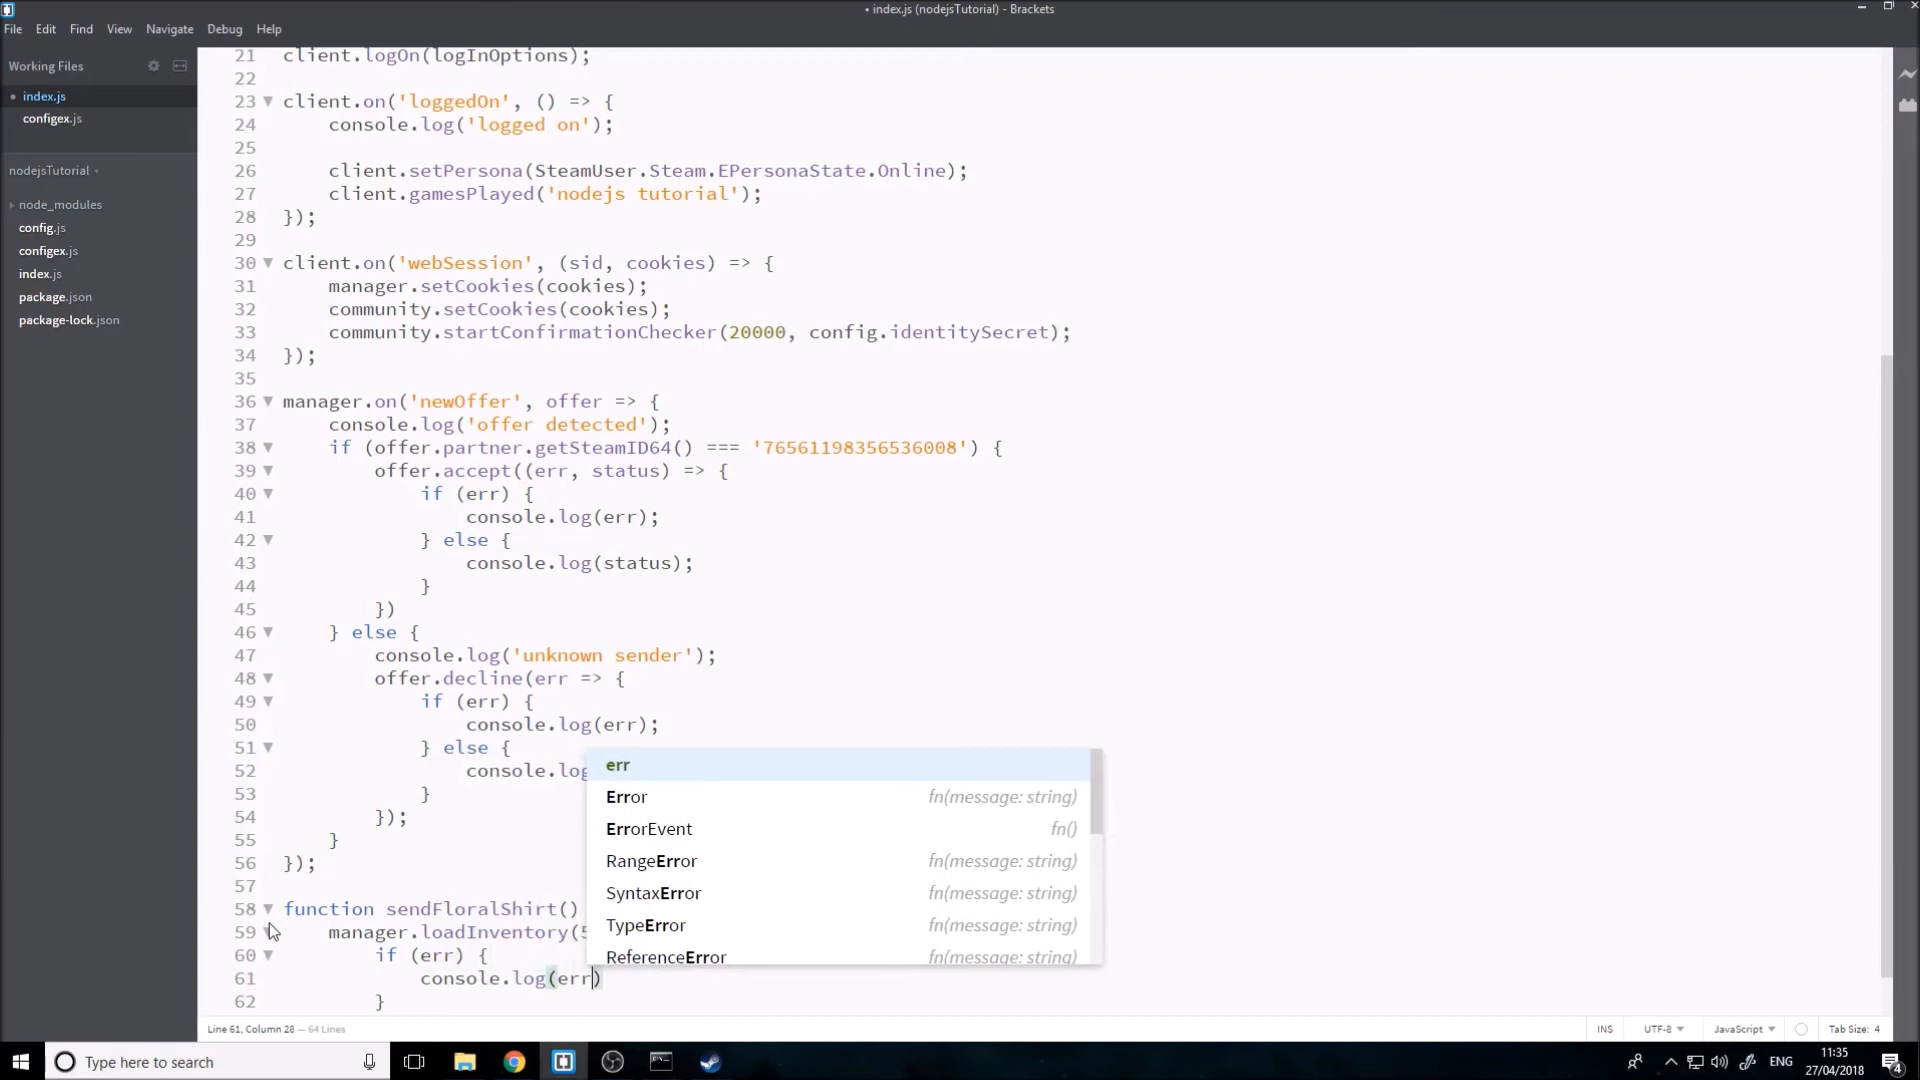 • index.js (nodejsTutorial) - Brackets
File Edit Find View Navigate Debug Help
Working Files
• index.js
configex.js
nodejsTutorial
node_modules
config.js
configex.js
index.js
package.json
package-lock.json
21 client.logOn(logInOptions);
22
23 client.on('loggedOn', () => {
24 console.log('logged on');
25
26 client.setPersona(SteamUser.Steam.EPersonaState.Online);
27 client.gamesPlayed('nodejs tutorial');
28 });
29
30 client.on('webSession', (sid, cookies) => {
31 manager.setCookies(cookies);
32 community.setCookies(cookies);
33 community.startConfirmationChecker(20000, config.identitySecret);
34 });
35
36 manager.on('newOffer', offer => {
37 console.log('offer detected');
38 if (offer.partner.getSteamID64() === '76561198356536008') {
39 offer.accept((err, status) => {
40 if (err) {
41 console.log(err);
42 } else {
43 console.log(status);
44 }
45 })
46 } else {
47 console.log('unknown sender');
48 offer.decline(err => {
49 if (err) {
50 console.log(err);
51 } else {
52 console.log
53 }
54 });
55 }
56 });
57
58 function sendFloralShirt()
59 manager.loadInventory(
60 if (err) {
61 console.log(err)
62 }
err
Error fn(message: string)
ErrorEvent fn()
RangeError fn(message: string)
SyntaxError fn(message: string)
TypeError fn(message: string)
ReferenceError fn(message: string)
Line 61, Column 28 — 64 Lines
INS UTF-8 JavaScript Tab Size: 4
Type here to search
ENG
11:35
27/04/2018
4